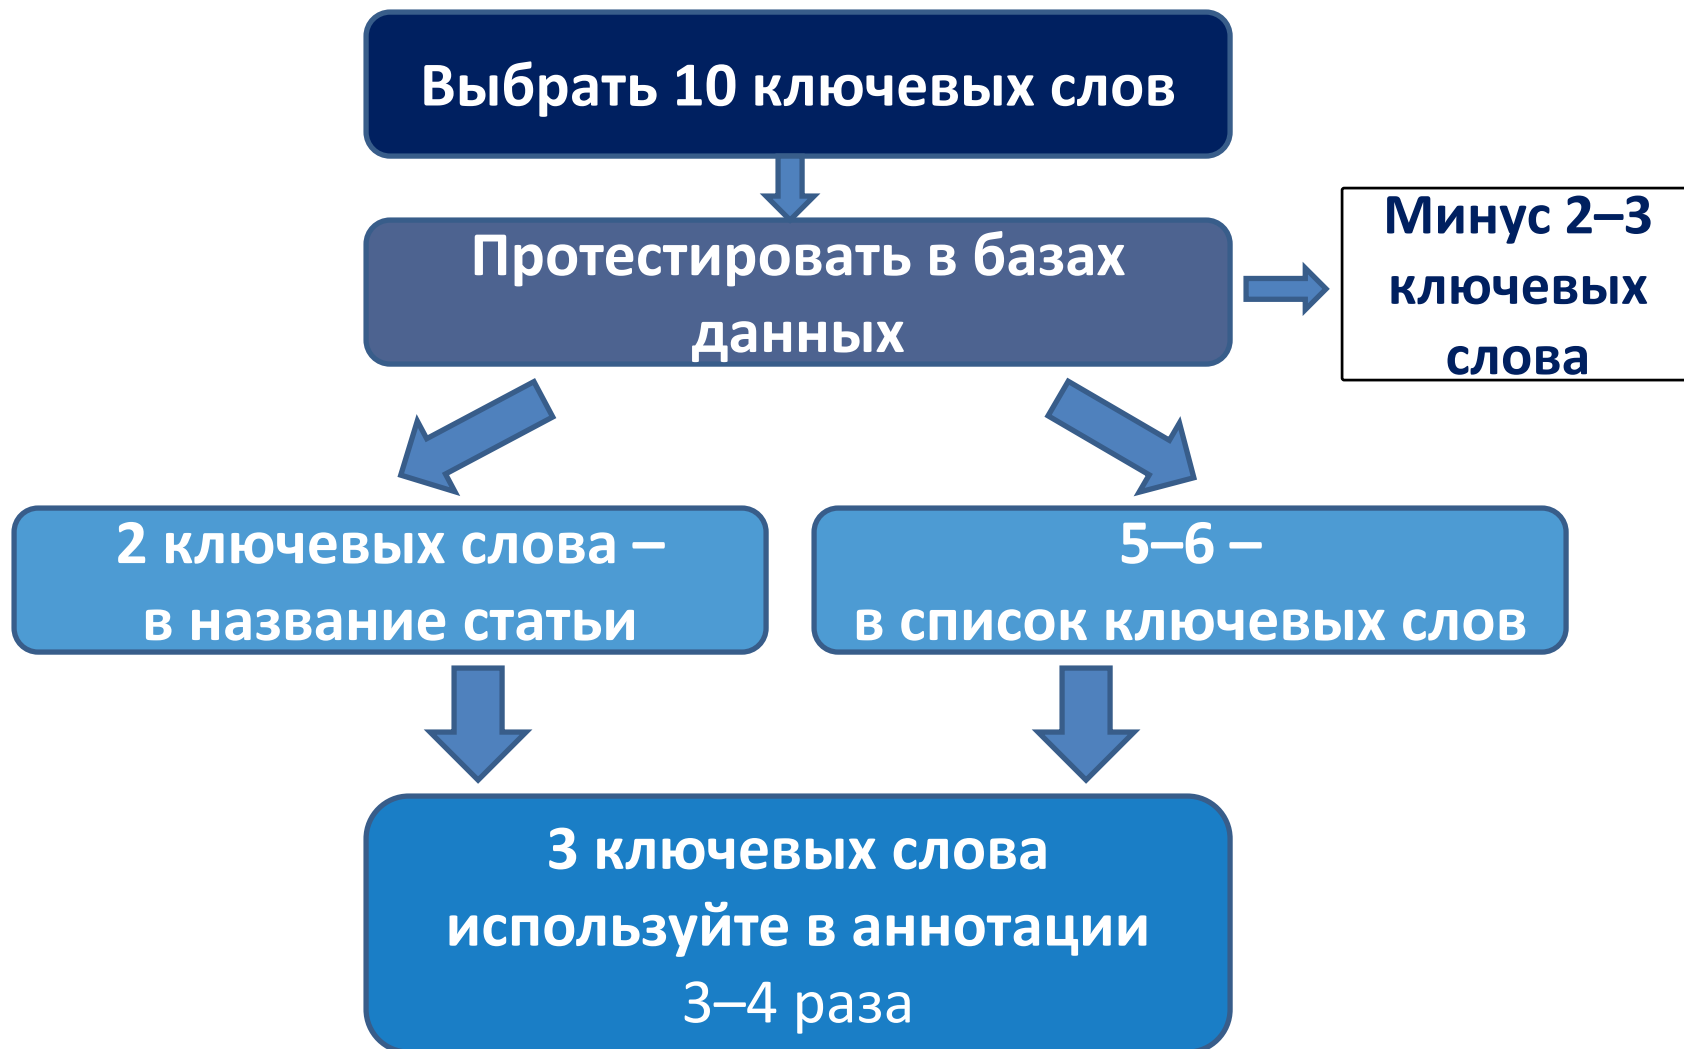 Выбрать 10 ключевых слов
Протестировать в базах
данных
Минус 2–3
ключевых
слова
2 ключевых слова –
в название статьи
5–6 –
в список ключевых слов
3 ключевых слова
используйте в аннотации
3–4 раза